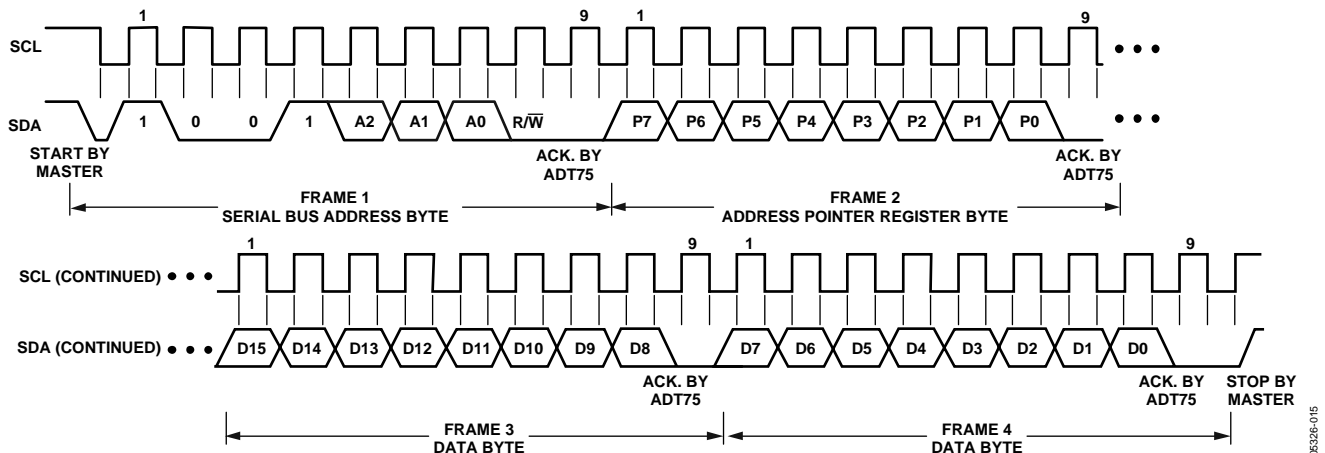 1 9 1 9
SCL
SDA 1 0 0 1 A2 A1 A0 R/W̅ P7 P6 P5 P4 P3 P2 P1 P0
START BY
MASTER
ACK. BY
ADT75
ACK. BY
ADT75
FRAME 1
SERIAL BUS ADDRESS BYTE
FRAME 2
ADDRESS POINTER REGISTER BYTE
1 9 1 9
SCL (CONTINUED)
SDA (CONTINUED) D15 D14 D13 D12 D11 D10 D9 D8 D7 D6 D5 D4 D3 D2 D1 D0
ACK. BY
ADT75
ACK. BY
ADT75
STOP BY
MASTER
FRAME 3
DATA BYTE
FRAME 4
DATA BYTE
05326-015